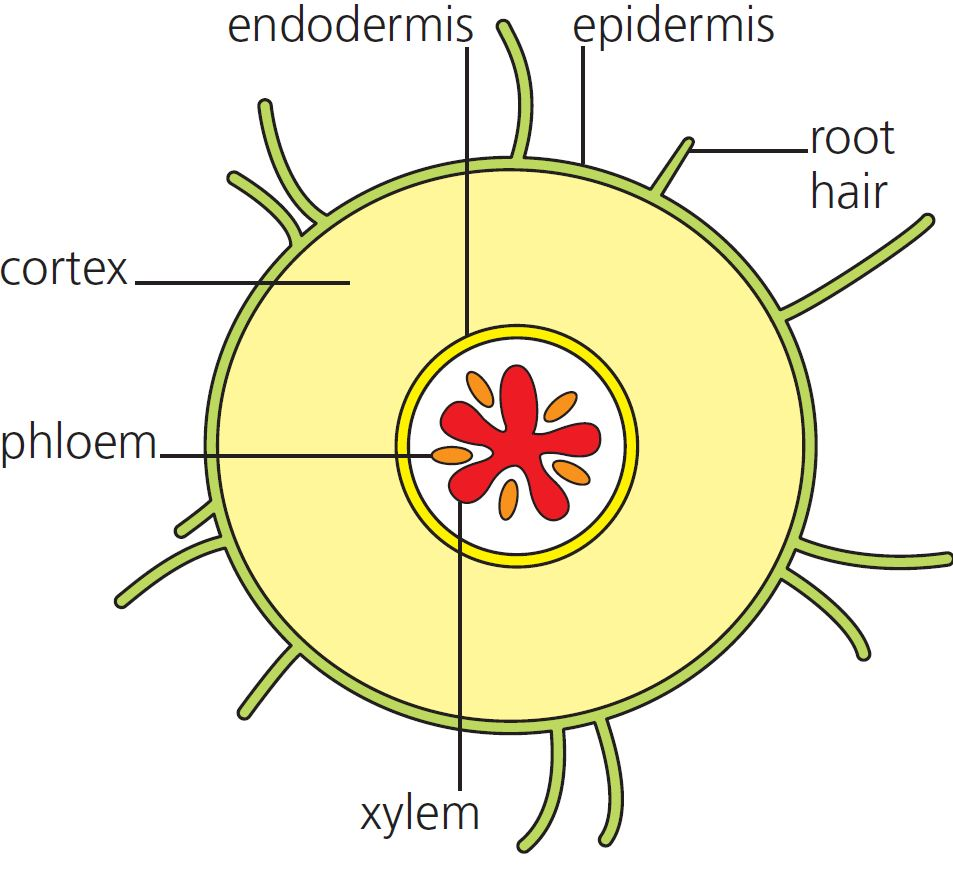 endodermis
epidermis
root
hair
cortex
phloem
xylem